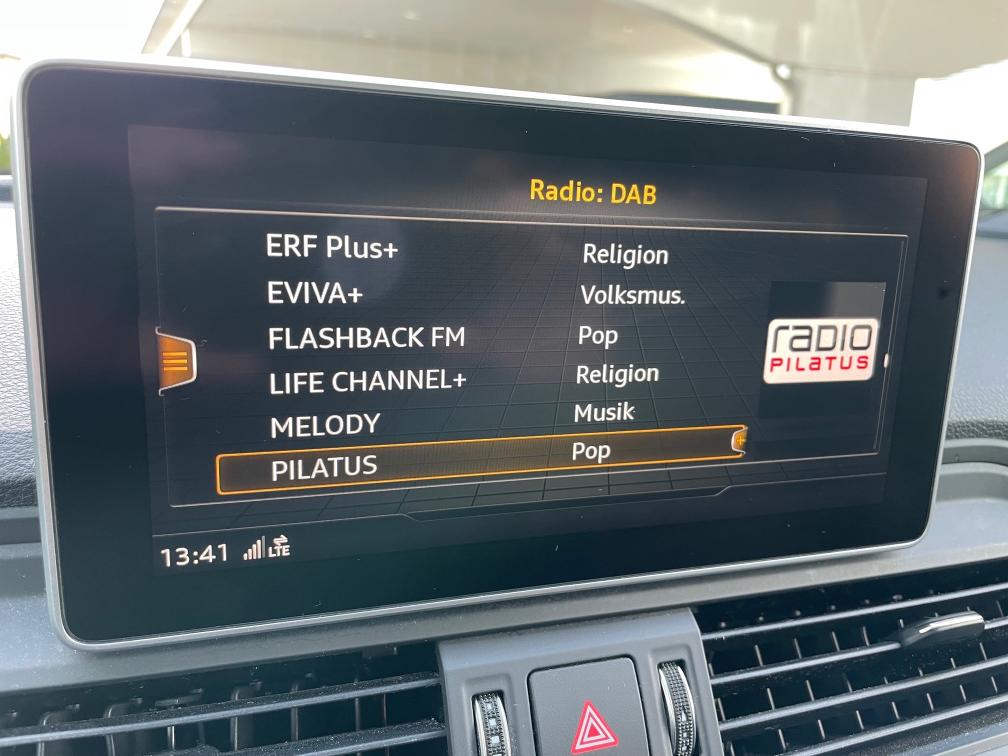 Radio: DAB
ERF Plus+ Religion
EVIVA+ Volksmus.
FLASHBACK FM Pop
LIFE CHANNEL+ Religion
MELODY Musik
PILATUS Pop
RADIO
PILATUS
13:41 LTE